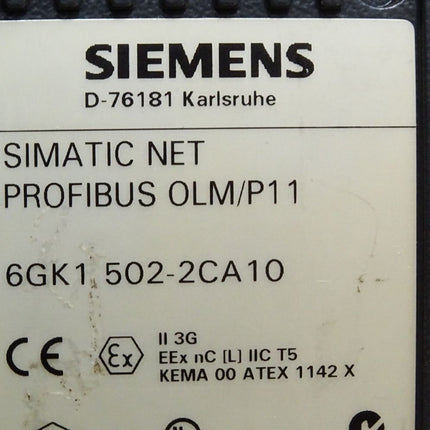 SIEMENS
D-76181 Karlsruhe
SIMATIC NET
PROFIBUS OLM/P11
6GK1 502-2CA10
CE Ex II 3G
EEx nC [L] IIC T5
KEMA 00 ATEX 1142 X